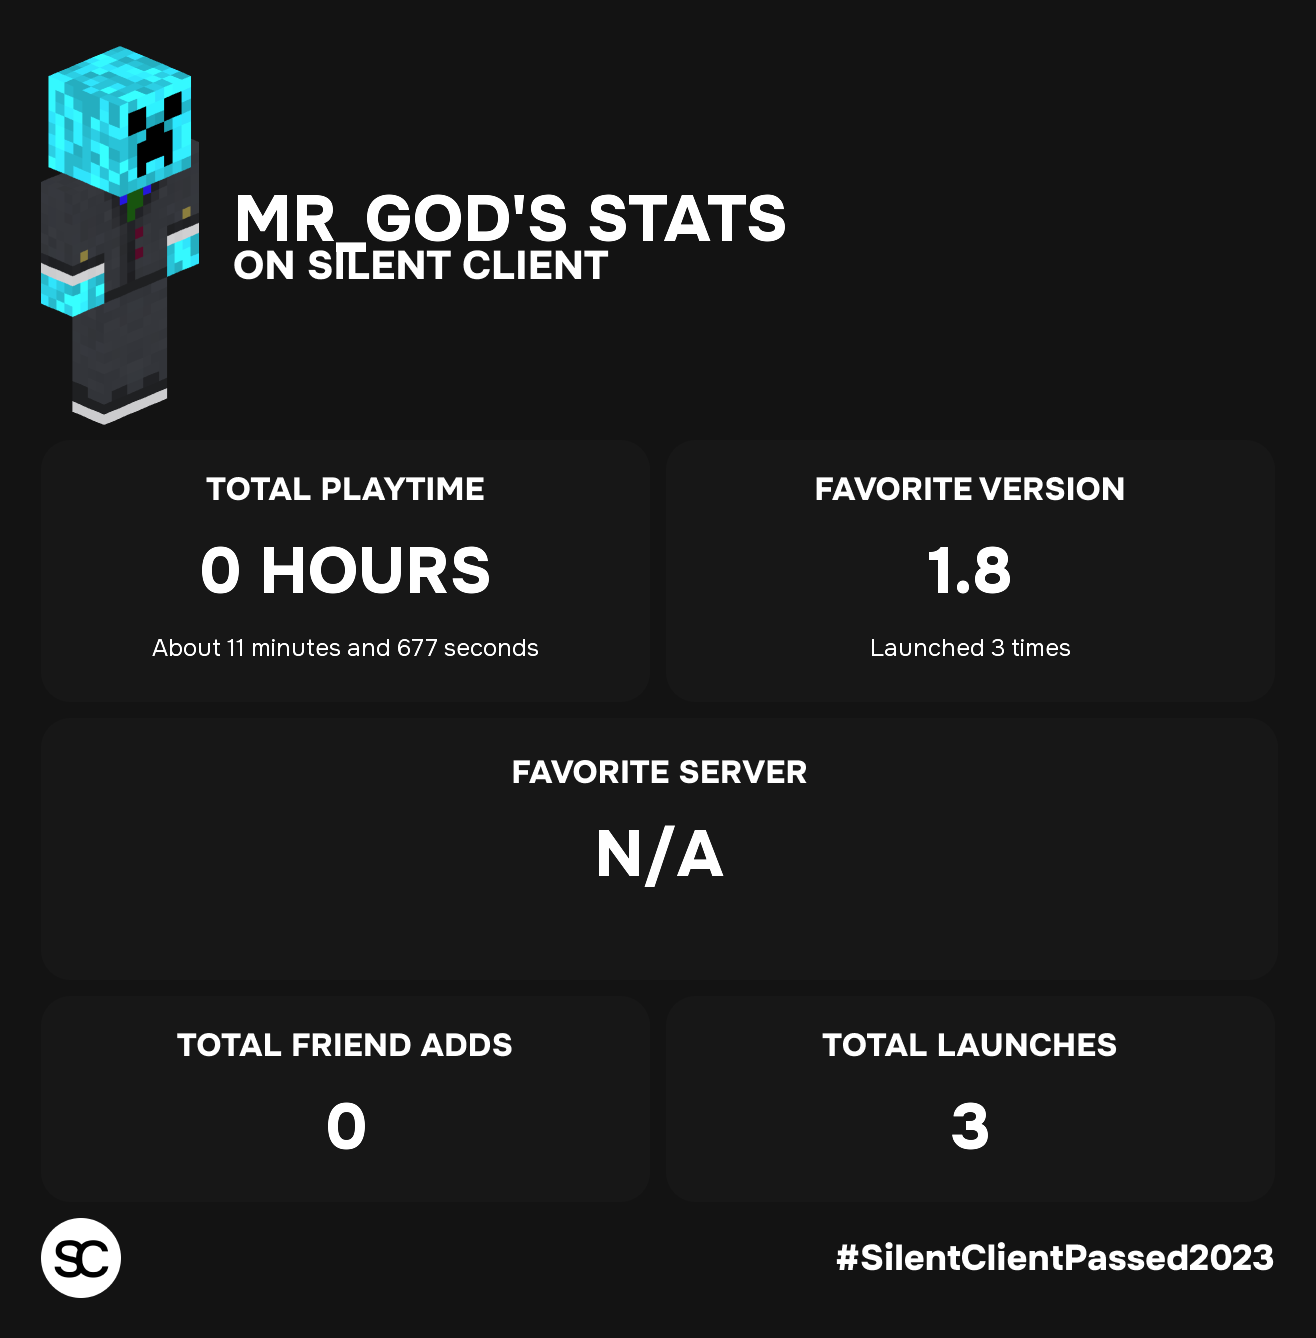 MR_GOD'S STATS
ON SILENT CLIENT
TOTAL PLAYTIME
0 HOURS
About 11 minutes and 677 seconds
FAVORITE VERSION
1.8
Launched 3 times
FAVORITE SERVER
N/A
TOTAL FRIEND ADDS
0
TOTAL LAUNCHES
3
SC
#SilentClientPassed2023